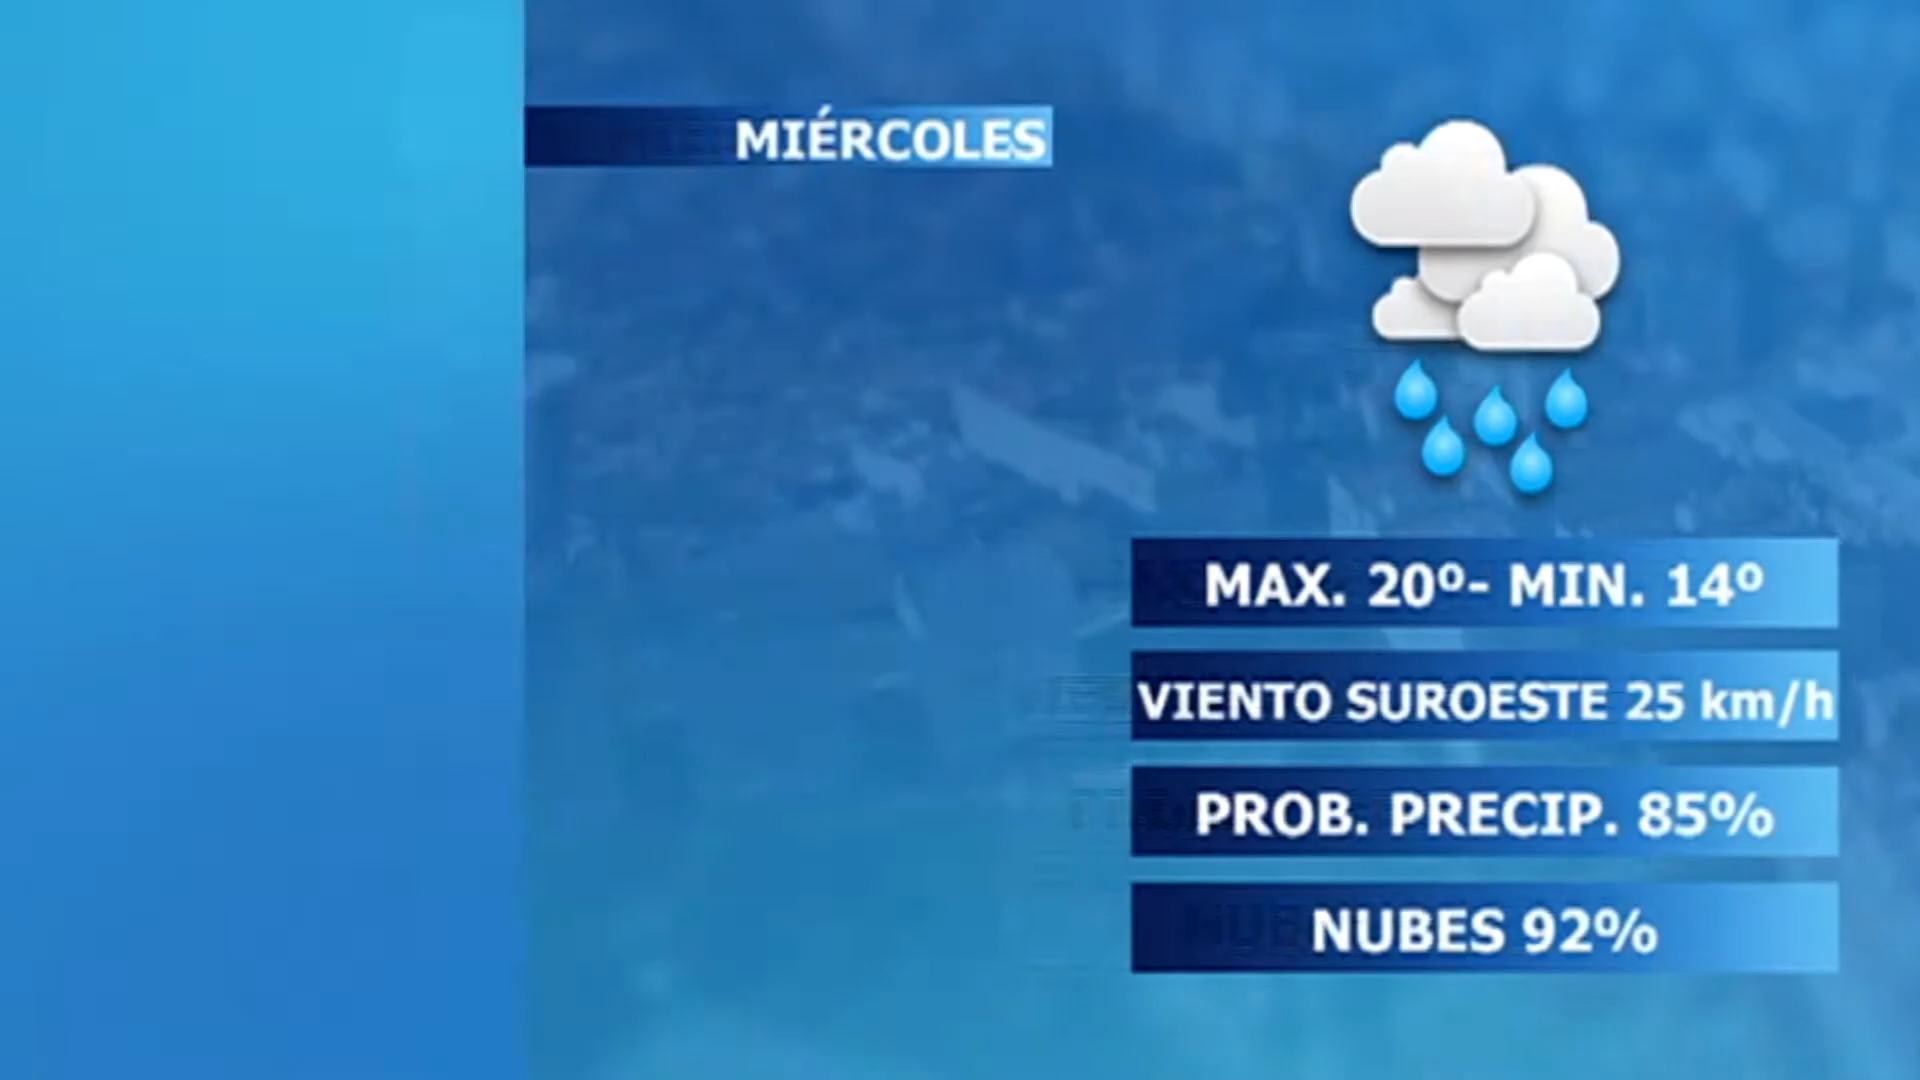 MIÉRCOLES
MAX. 20º- MIN. 14º
VIENTO SUROESTE 25 km/h
PROB. PRECIP. 85%
NUBES 92%